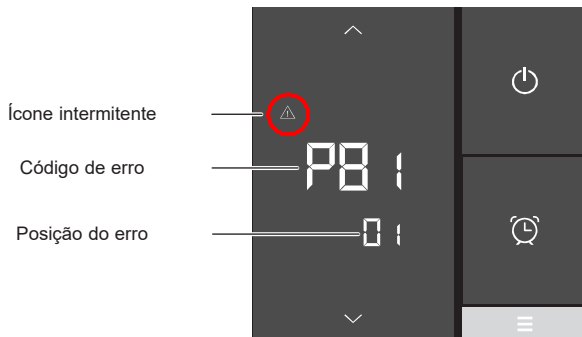 Ícone intermitente
Código de erro
P81
Posição do erro
01